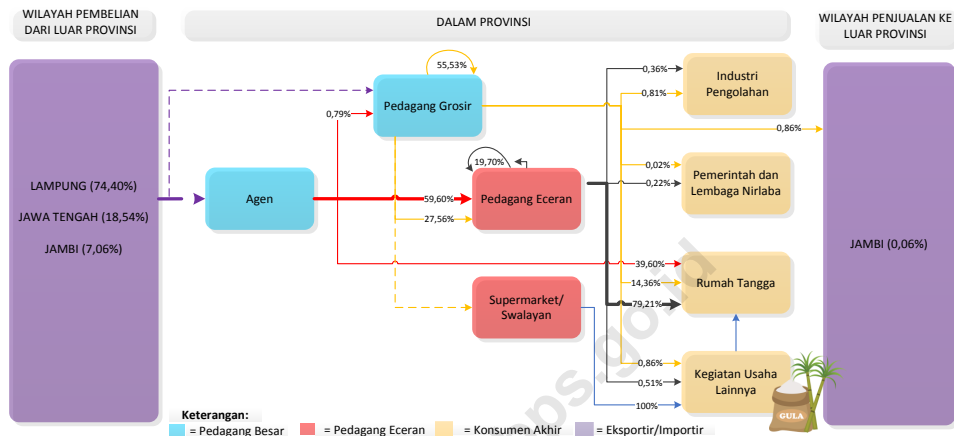 WILAYAH PEMBELIAN
DARI LUAR PROVINSI
DALAM PROVINSI
WILAYAH PENJUALAN KE
LUAR PROVINSI
55,53%
Pedagang Grosir
0,79%
0,36%
0,81%
Industri
Pengolahan
0,86%
LAMPUNG (74,40%)
JAWA TENGAH (18,54%)
JAMBI (7,06%)
Agen
19,70%
59,60%
27,56%
Pedagang Eceran
0,02%
0,22%
Pemerintah dan
Lembaga Nirlaba
JAMBI (0,06%)
39,60%
14,36%
79,21%
Rumah Tangga
Supermarket/
Swalayan
0,86%
0,51%
100%
Kegiatan Usaha
Lainnya
GULA
Keterangan:
= Pedagang Besar
= Pedagang Eceran
= Konsumen Akhir
= Eksportir/Importir
ps.go.id